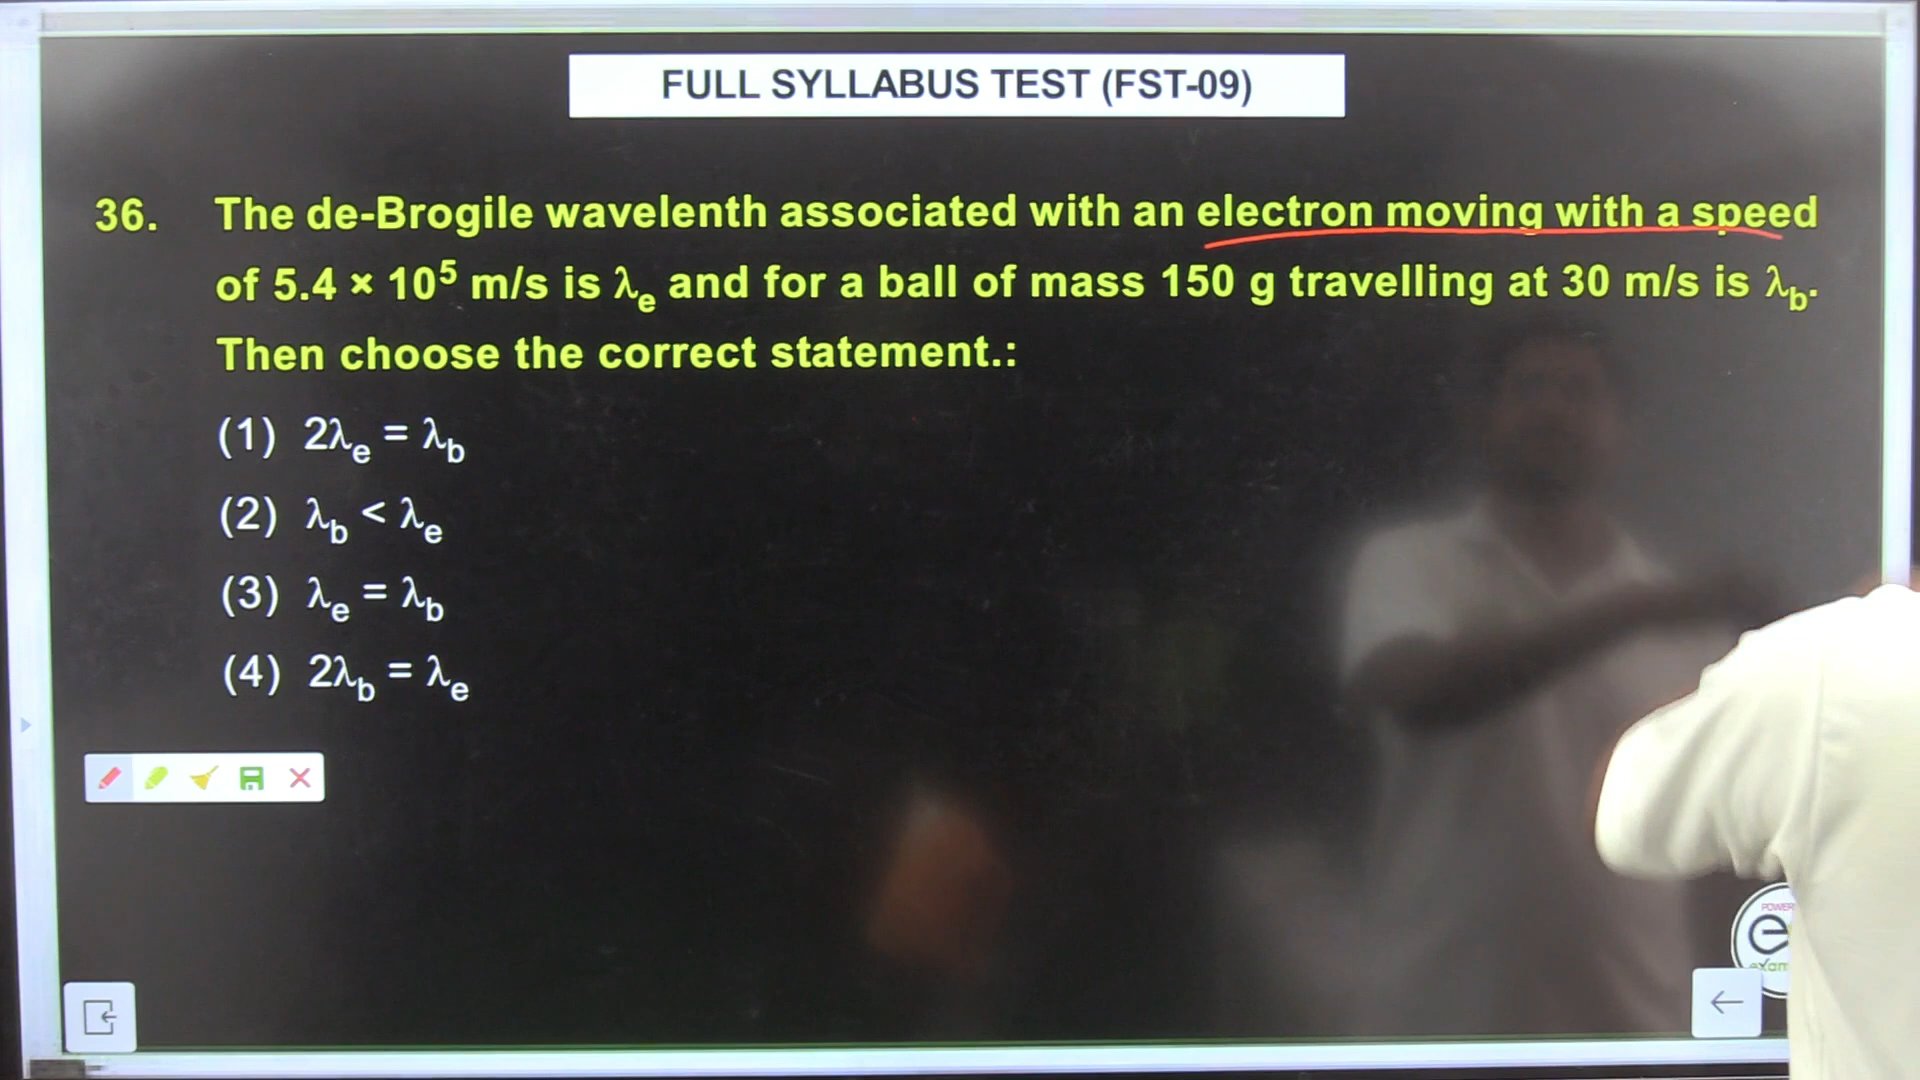 FULL SYLLABUS TEST (FST-09)
36. The de-Brogile wavelenth associated with an electron moving with a speed
of 5.4 × 10⁵ m/s is λₑ and for a ball of mass 150 g travelling at 30 m/s is λb.
Then choose the correct statement.:
(1) 2λₑ = λb
(2) λb < λₑ
(3) λₑ = λb
(4) 2λb = λₑ
POWER
e
exam